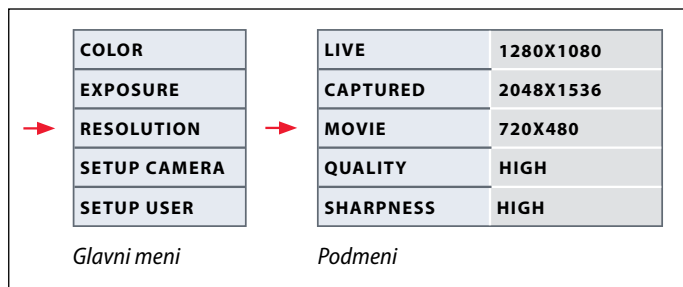 COLOR
EXPOSURE
RESOLUTION
SETUP CAMERA
SETUP USER
Glavni meni
LIVE 1280X1080
CAPTURED 2048X1536
MOVIE 720X480
QUALITY HIGH
SHARPNESS HIGH
Podmeni